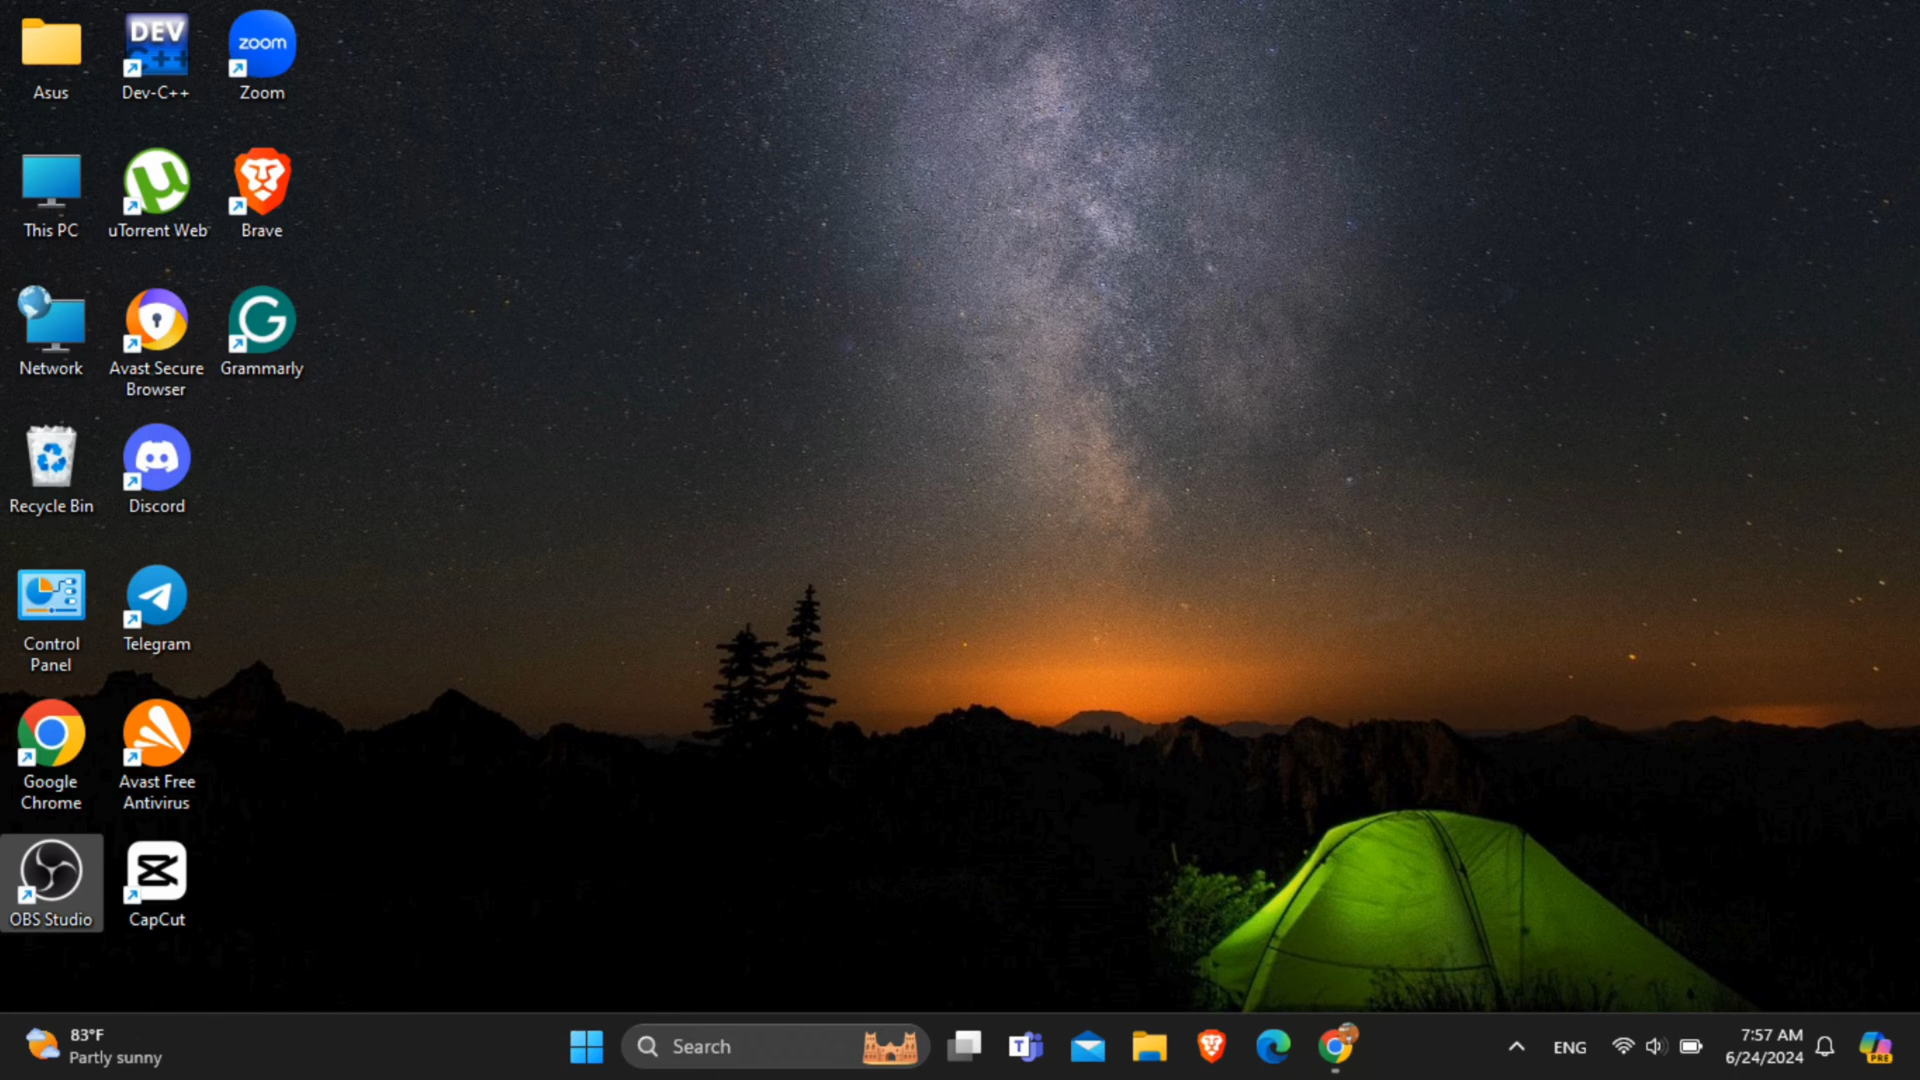 Asus
DEV
C++
Dev-C++
zoom
Zoom
This PC
µ
uTorrent Web
Brave
Network
Avast Secure
Browser
G
Grammarly
Recycle Bin
Discord
Control
Panel
Telegram
Google
Chrome
Avast Free
Antivirus
OBS Studio
CapCut
83°F
Partly sunny
Search
T
ENG
7:57 AM
6/24/2024
PRE